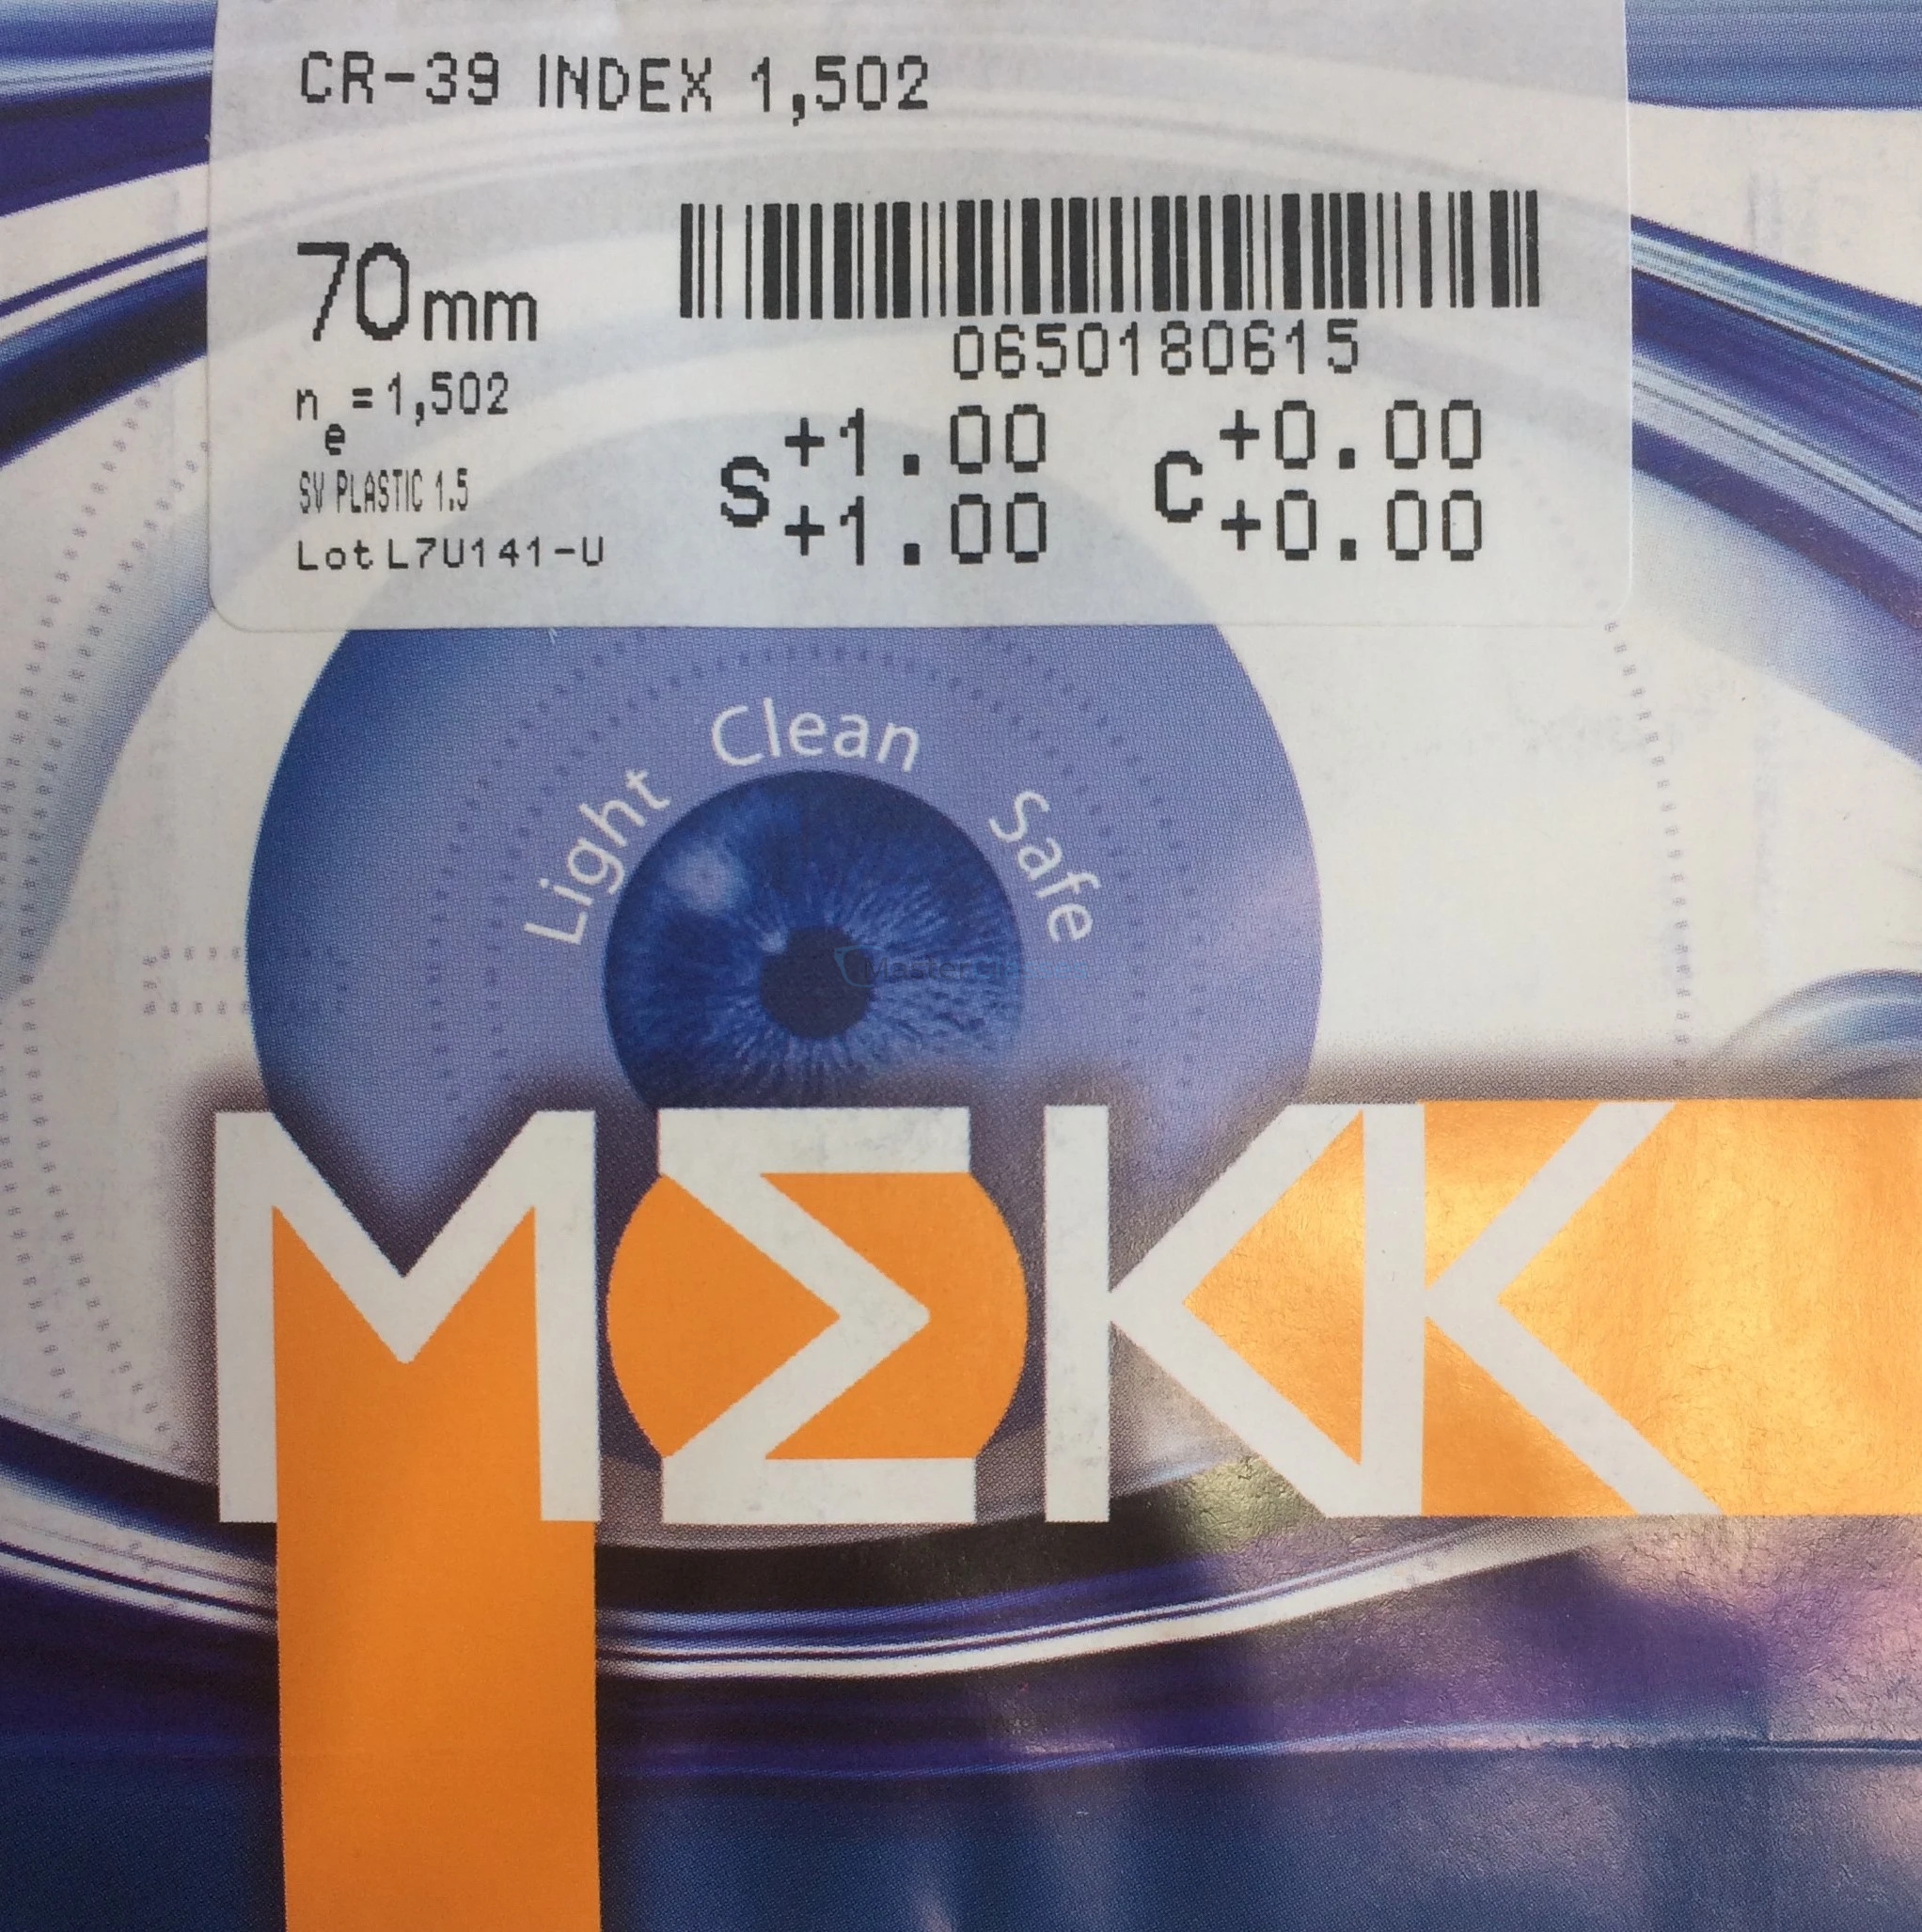 CR-39 INDEX 1,502
70mm
0650180615
ne=1,502
S +1.00 C +0.00
+1.00 +0.00
SV PLASTIC 1.5
Lot L7U141-U
Light Clean Safe
MΣKK